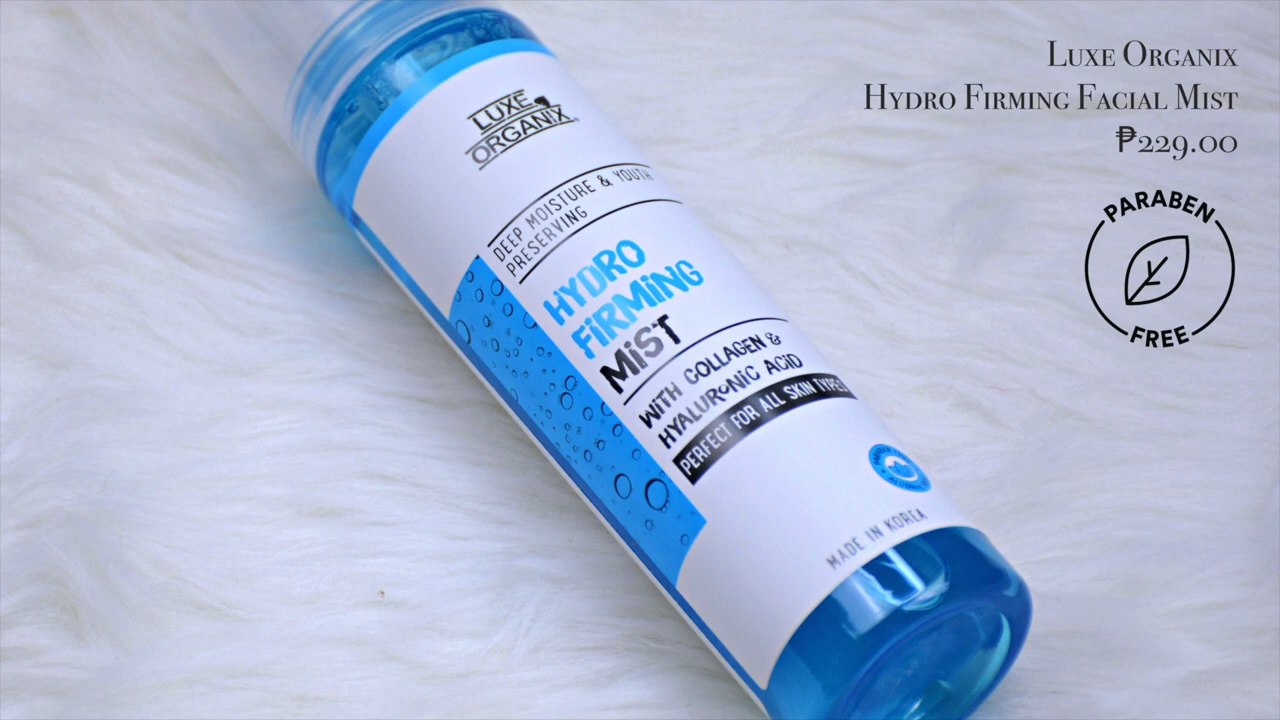 Luxe Organix
Hydro Firming Facial Mist
₱229.00
PARABEN
FREE
LUXE
ORGANIX
DEEP MOISTURE & YOUTH
PRESERVING
HYDRO
FiRMiNG
MiST
WiTH COLLAGEN &
HYALURONIC ACiD
PERFECT FOR ALL SKIN TYPES
MADE IN KOREA